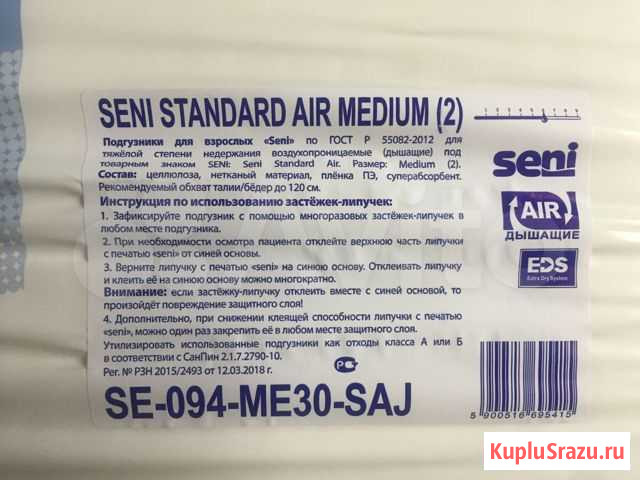 SENI STANDARD AIR MEDIUM (2)
Подгузники для взрослых «Seni» по ГОСТ Р 55082-2012 для
тяжёлой степени недержания воздухопроницаемые (дышащие) под
товарным знаком SENI: Seni Standard Air. Размер: Medium (2).
Состав: целлюлоза, нетканый материал, плёнка ПЭ, суперабсорбент.
Рекомендуемый обхват талии/бёдер до 120 см.
Инструкция по использованию застёжек-липучек:
1. Зафиксируйте подгузник с помощью многоразовых застёжек-липучек в
любом месте подгузника.
2. При необходимости осмотра пациента отклейте верхнюю часть липучки
с печатью «seni» от синей основы.
3. Верните липучку с печатью «seni» на синюю основу. Отклеивать липучку
и клеить её на синюю основу можно многократно.
Внимание: если застёжку-липучку отклеить вместе с синей основой, то
произойдёт повреждение защитного слоя!
4. Дополнительно, при снижении клеящей способности липучки с печатью
«seni», можно один раз закрепить её в любом месте защитного слоя.
Утилизировать использованные подгузники как отходы класса А или Б
в соответствии с СанПин 2.1.7.2790-10.
Рег. № РЗН 2015/2493 от 12.03.2018 г.
SE-094-ME30-SAJ
seni
AIR
ДЫШАЩИЕ
EDS
Extra Dry System
5 900516 695415
KupluSrazu.ru